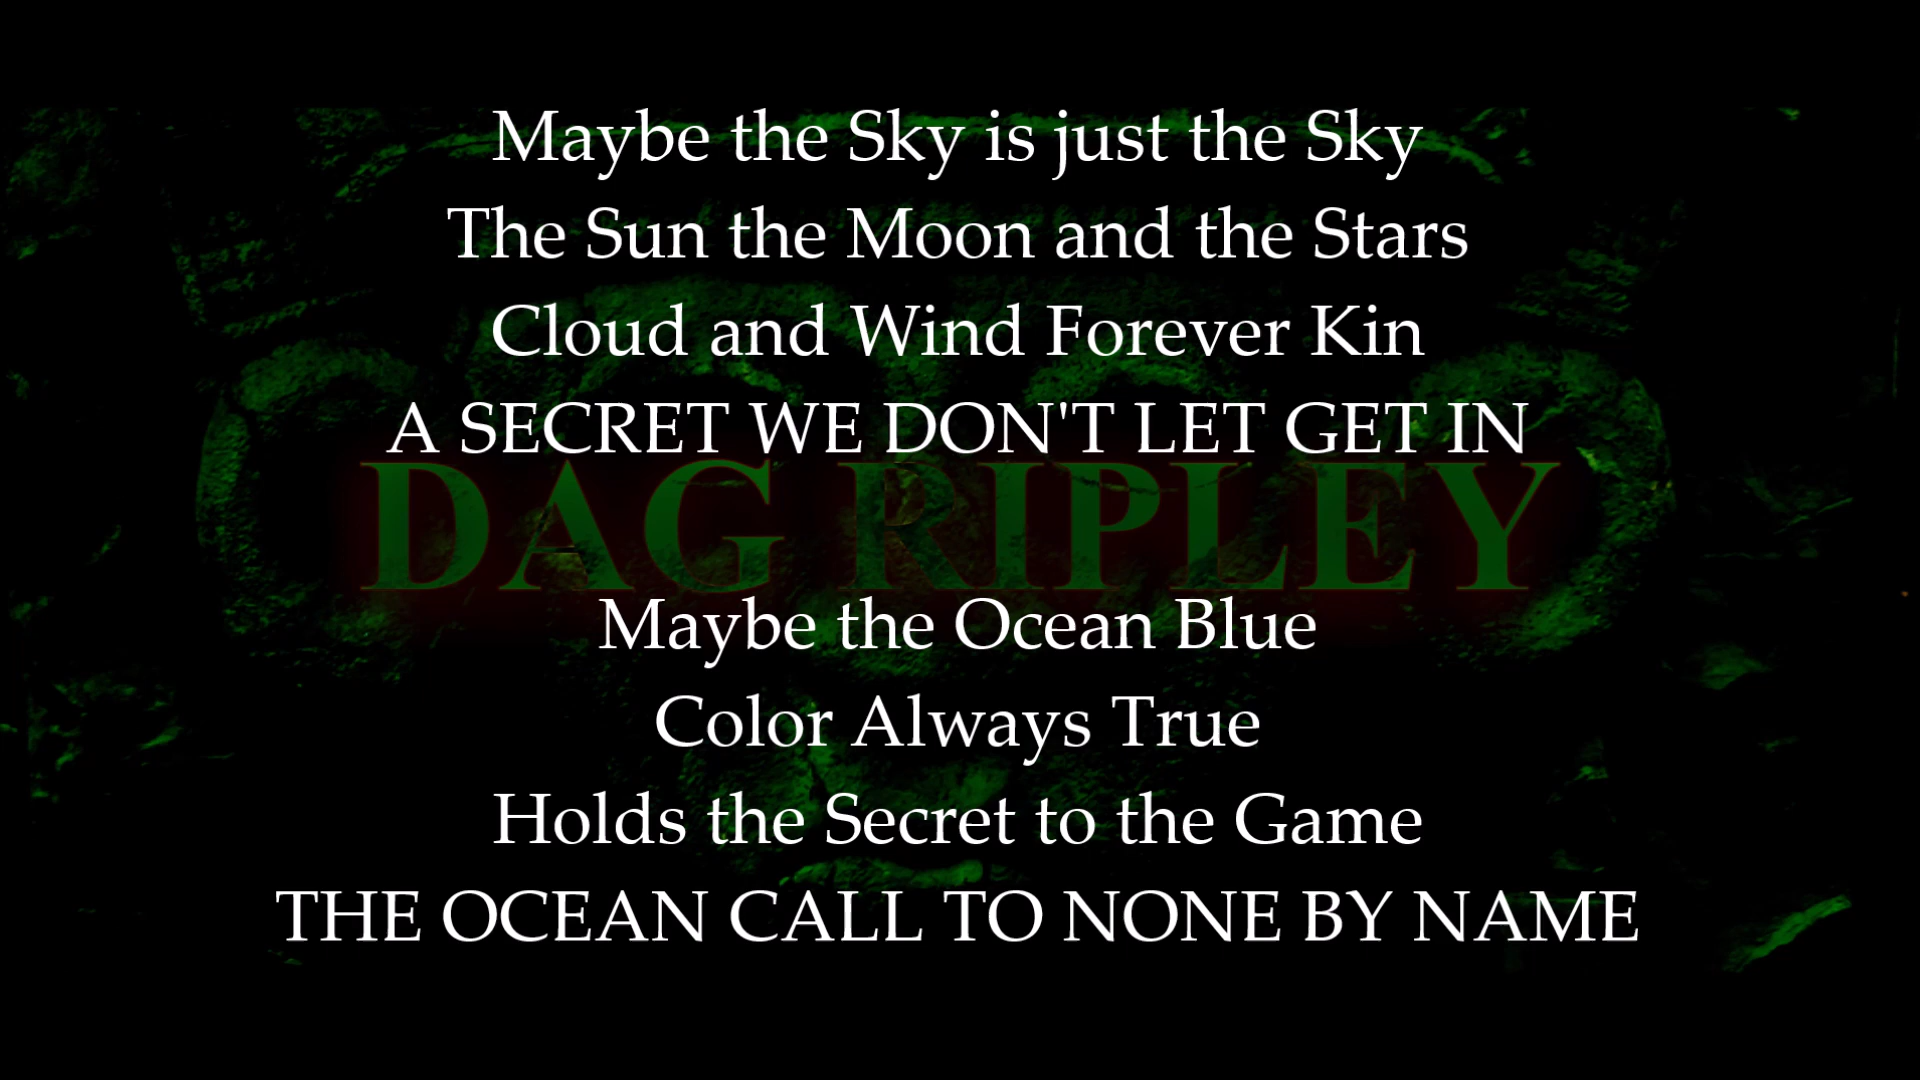 Maybe the Sky is just the Sky
The Sun the Moon and the Stars
Cloud and Wind Forever Kin
A SECRET WE DON'T LET GET IN
DAG RIPLEY
Maybe the Ocean Blue
Color Always True
Holds the Secret to the Game
THE OCEAN CALL TO NONE BY NAME